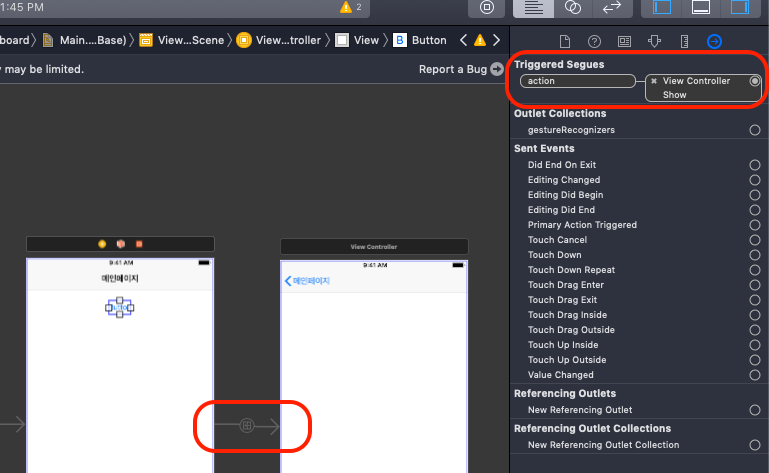 1:45 PM
2
board
Main....Base)
View...Scene
View...troller
View
B Button
y may be limited.
Report a Bug
Triggered Segues
action
View Controller
Show
Outlet Collections
gestureRecognizers
Sent Events
Did End On Exit
Editing Changed
Editing Did Begin
Editing Did End
Primary Action Triggered
Touch Cancel
Touch Down
Touch Down Repeat
Touch Drag Enter
Touch Drag Exit
Touch Drag Inside
Touch Drag Outside
Touch Up Inside
Touch Up Outside
Value Changed
Referencing Outlets
New Referencing Outlet
Referencing Outlet Collections
New Referencing Outlet Collection
9:41 AM
메인페이지
View Controller
9:41 AM
메인페이지